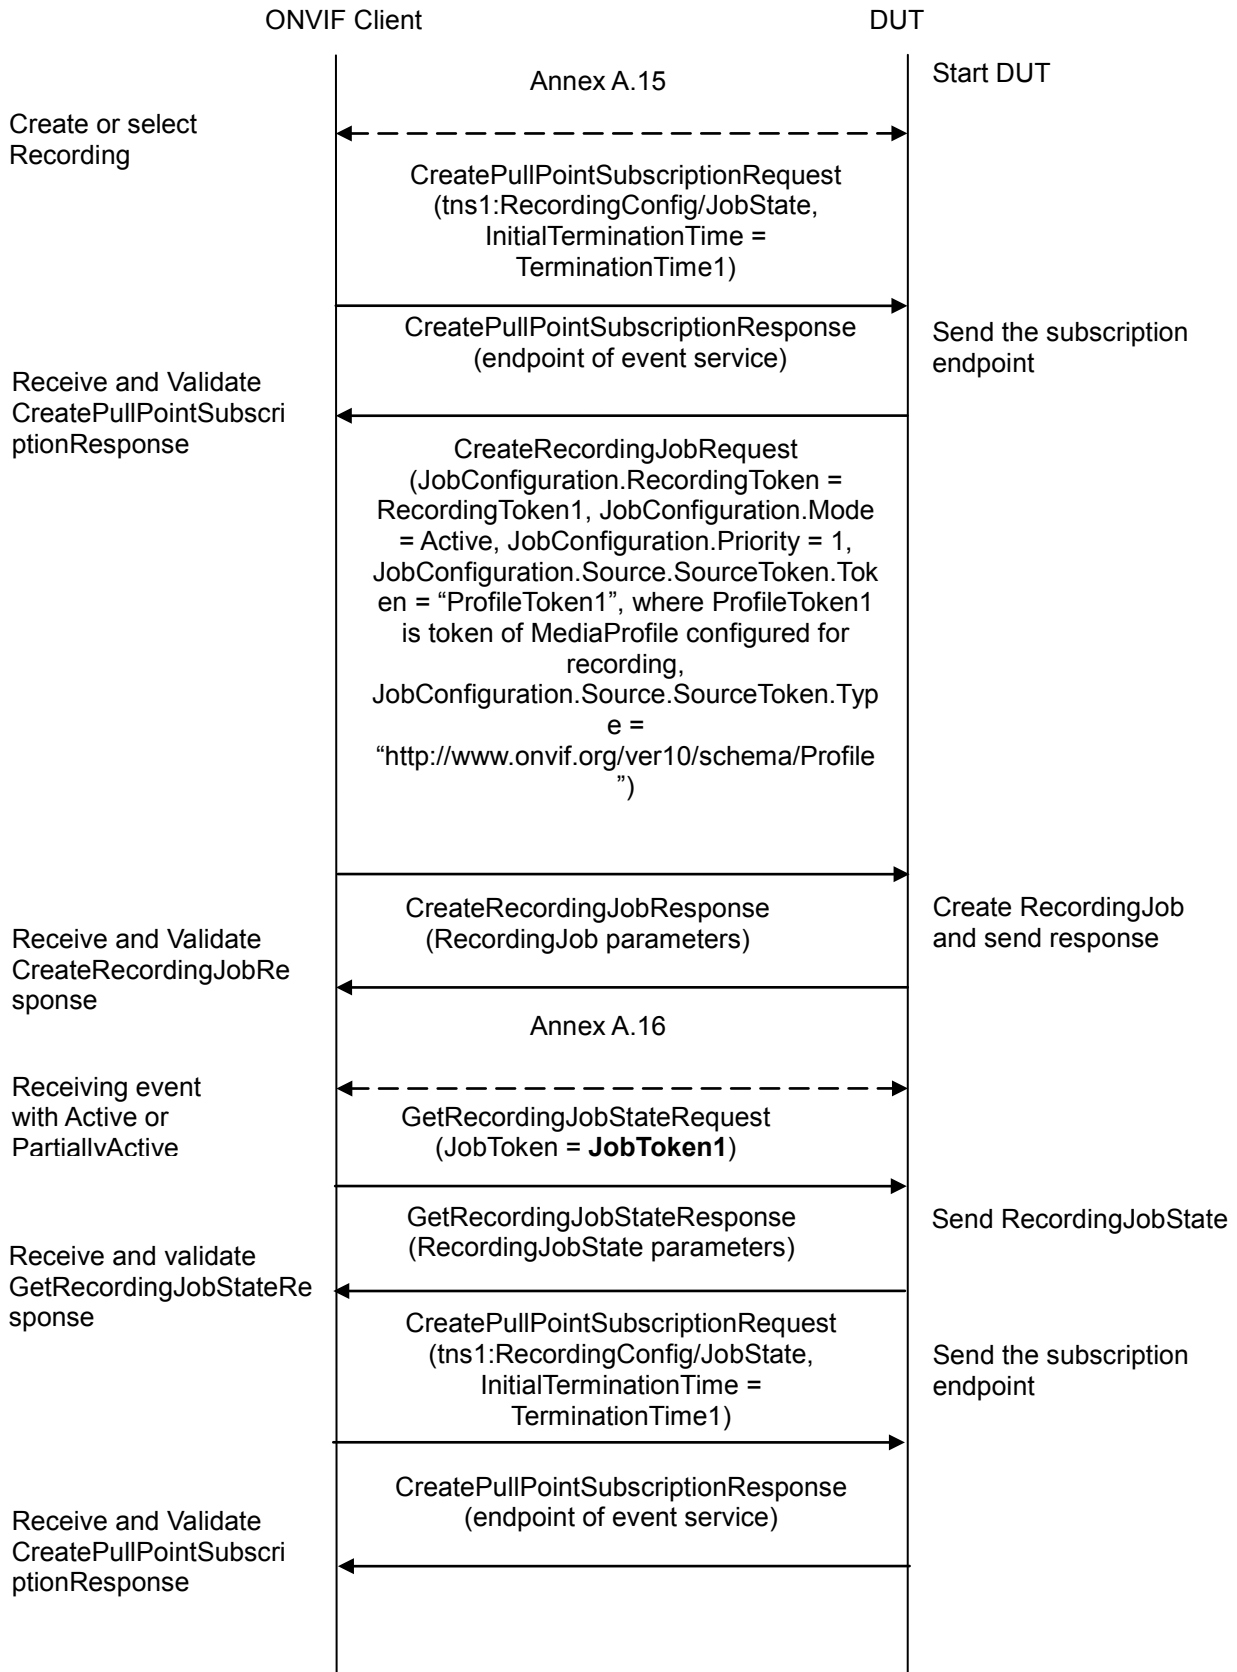 ONVIF Client
DUT
Annex A.15
Start DUT
Create or select
Recording
CreatePullPointSubscriptionRequest
(tns1:RecordingConfig/JobState,
InitialTerminationTime =
TerminationTime1)
CreatePullPointSubscriptionResponse
(endpoint of event service)
Send the subscription
endpoint
Receive and Validate
CreatePullPointSubscri
ptionResponse
CreateRecordingJobRequest
(JobConfiguration.RecordingToken =
RecordingToken1, JobConfiguration.Mode
= Active, JobConfiguration.Priority = 1,
JobConfiguration.Source.SourceToken.Tok
en = “ProfileToken1”, where ProfileToken1
is token of MediaProfile configured for
recording,
JobConfiguration.Source.SourceToken.Typ
e =
“http://www.onvif.org/ver10/schema/Profile
”)
CreateRecordingJobResponse
(RecordingJob parameters)
Create RecordingJob
and send response
Receive and Validate
CreateRecordingJobRe
sponse
Annex A.16
Receiving event
with Active or
PartiallyActive
GetRecordingJobStateRequest
(JobToken = JobToken1)
GetRecordingJobStateResponse
(RecordingJobState parameters)
Send RecordingJobState
Receive and validate
GetRecordingJobStateRe
sponse
CreatePullPointSubscriptionRequest
(tns1:RecordingConfig/JobState,
InitialTerminationTime =
TerminationTime1)
Send the subscription
endpoint
CreatePullPointSubscriptionResponse
(endpoint of event service)
Receive and Validate
CreatePullPointSubscri
ptionResponse